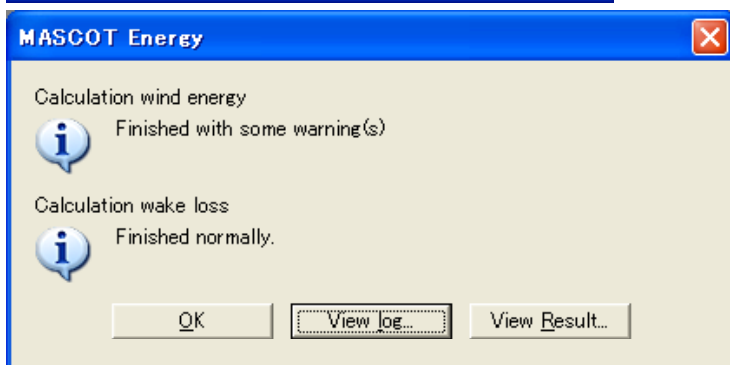 MASCOT Energy
Calculation wind energy
Finished with some warning(s)
Calculation wake loss
Finished normally.
OK
View log...
View Result...